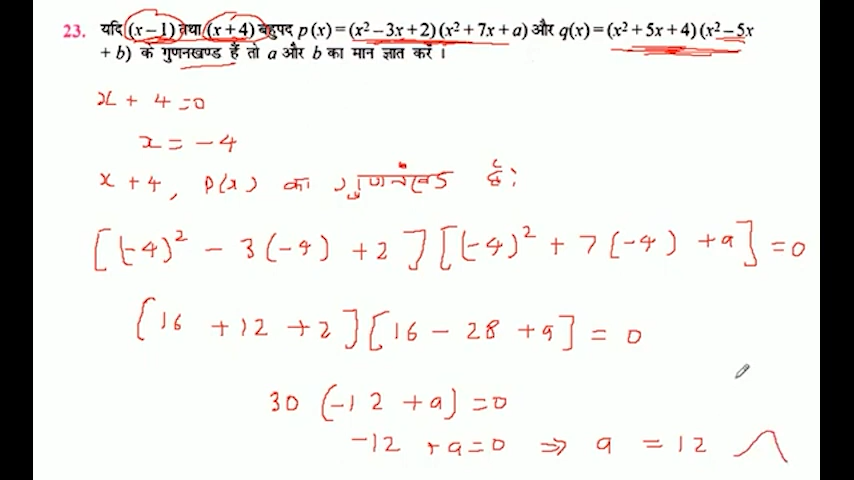 23. यदि (x – 1) तथा (x + 4) बहुपद p (x) = (x² – 3x + 2) (x² + 7x + a) और q(x) = (x² + 5x + 4) (x² – 5x
+ b) के गुणनखण्ड हैं तो a और b का मान ज्ञात करें ।
x + 4 = 0
x = – 4
x + 4 , P(x) का गुणनखंड है :
[(-4)² – 3(-4) + 2] [(-4)² + 7(-4) + a] = 0
[16 + 12 + 2] [16 – 28 + a] = 0
30 (-12 + a) = 0
-12 + a = 0 ⇒ a = 12